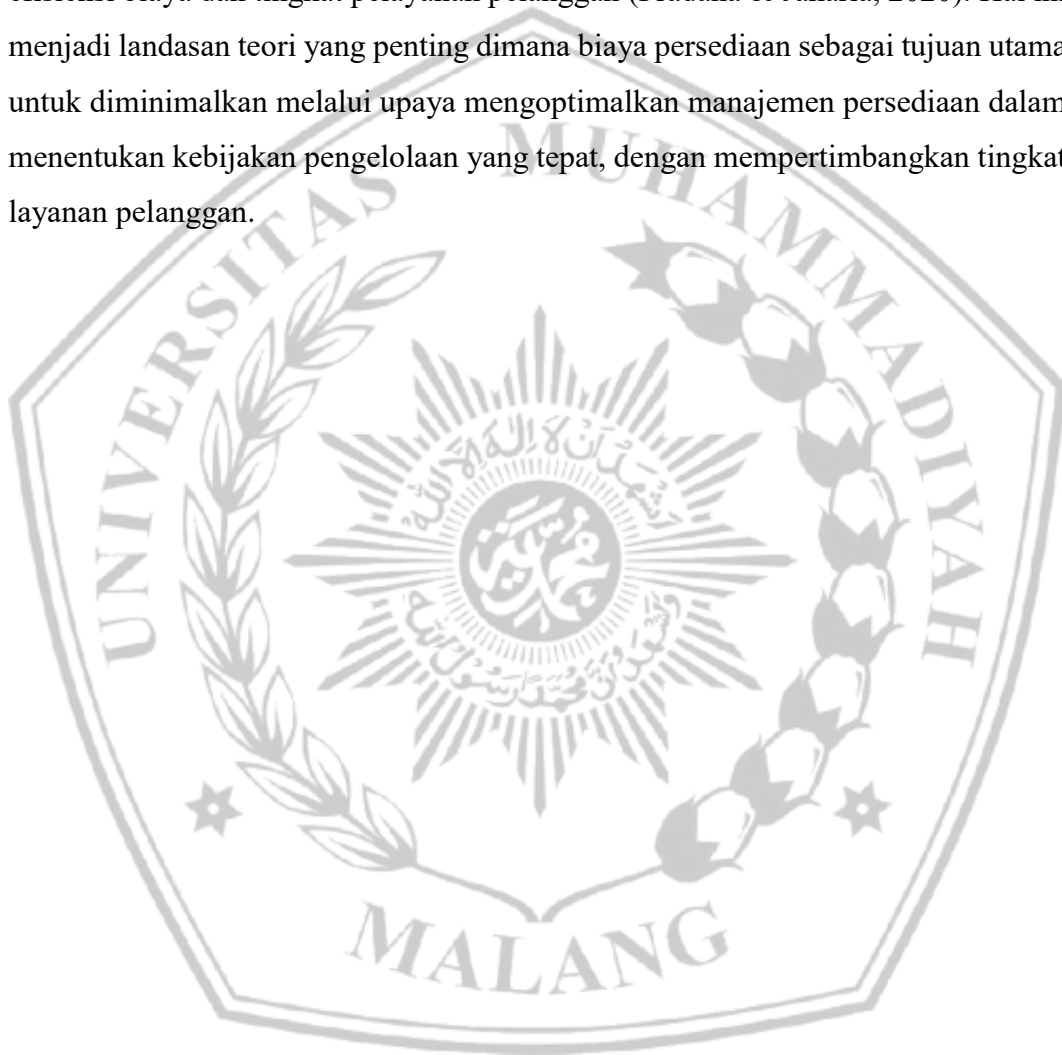 menjadi landasan teori yang penting dimana biaya persediaan sebagai tujuan utama
untuk diminimalkan melalui upaya mengoptimalkan manajemen persediaan dalam
menentukan kebijakan pengelolaan yang tepat, dengan mempertimbangkan tingkat
layanan pelanggan.
UNIVERSITAS MUHAMMADIYAH
MALANG